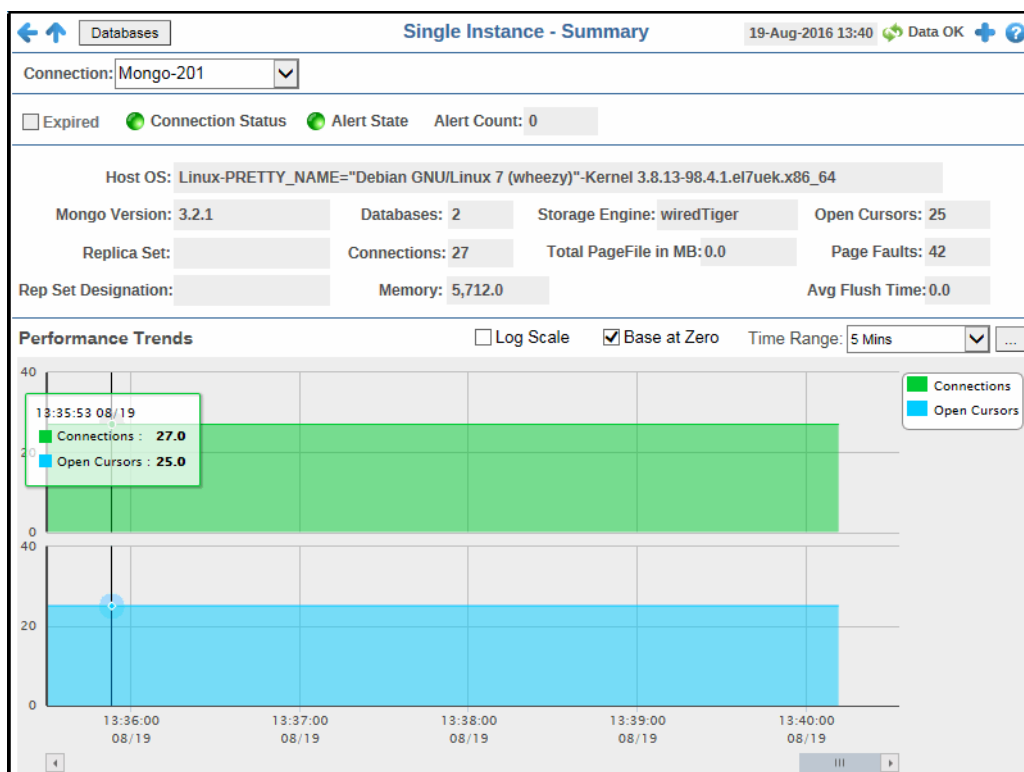 Databases Single Instance - Summary 19-Aug-2016 13:40 Data OK
Connection: Mongo-201
Expired Connection Status Alert State Alert Count: 0
Host OS: Linux-PRETTY_NAME="Debian GNU/Linux 7 (wheezy)"-Kernel 3.8.13-98.4.1.el7uek.x86_64
Mongo Version: 3.2.1 Databases: 2 Storage Engine: wiredTiger Open Cursors: 25
Replica Set: Connections: 27 Total PageFile in MB: 0.0 Page Faults: 42
Rep Set Designation: Memory: 5,712.0 Avg Flush Time: 0.0
Performance Trends Log Scale Base at Zero Time Range: 5 Mins ...
40
Connections
Open Cursors
13:35:53 08/19
Connections : 27.0
20
Open Cursors : 25.0
0
40
20
0
13:36:00 13:37:00 13:38:00 13:39:00 13:40:00
08/19 08/19 08/19 08/19 08/19